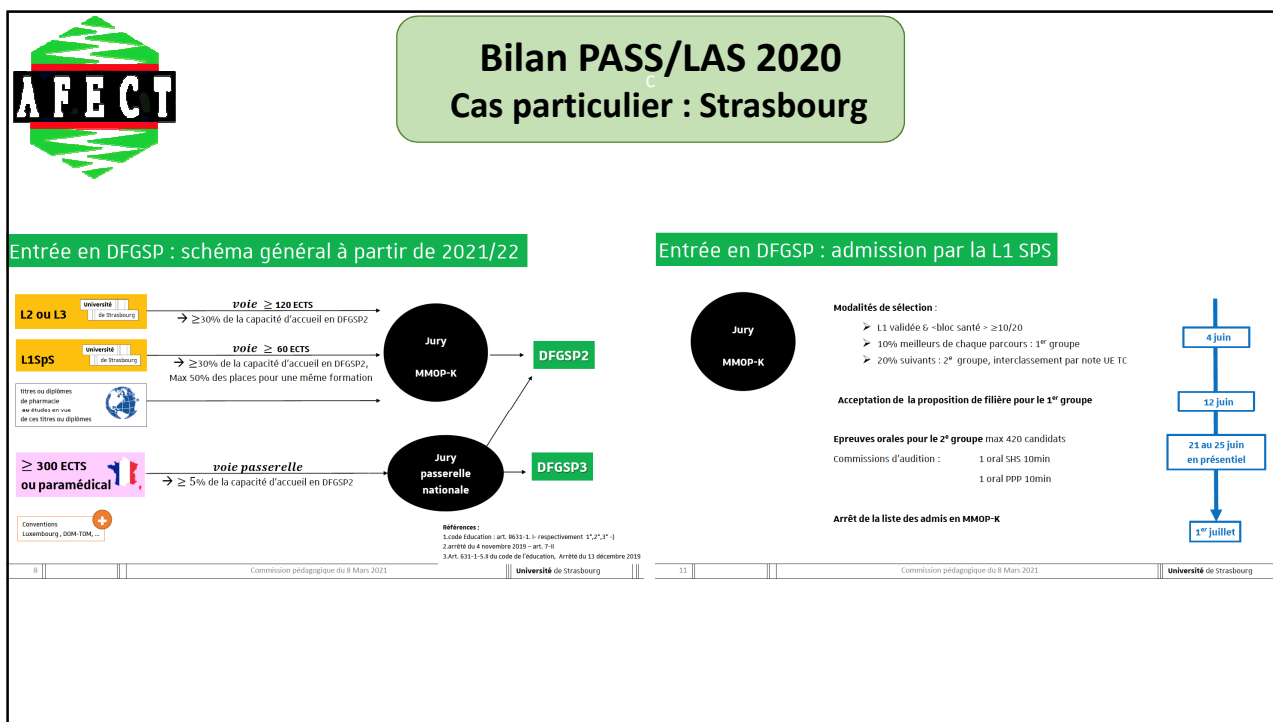 AFECT
Bilan PASS/LAS 2020
c
Cas particulier : Strasbourg
Entrée en DFGSP : schéma général à partir de 2021/22
L2 ou L3
Université
de Strasbourg
voie ≥ 120 ECTS
→ ≥30% de la capacité d'accueil en DFGSP2
L1SpS
Université
de Strasbourg
voie ≥ 60 ECTS
→ ≥30% de la capacité d'accueil en DFGSP2,
Max 50% des places pour une même formation
titres ou diplômes
de pharmacie
ou études en vue
de ces titres ou diplômes
Jury
MMOP-K
DFGSP2
≥ 300 ECTS
ou paramédical
voie passerelle
→ ≥ 5% de la capacité d'accueil en DFGSP2
Jury
passerelle
nationale
DFGSP3
Conventions
Luxembourg , DOM-TOM, ...
Références :
1.code Education : art. R631-1. I- respectivement 1°,2°,3° -)
2.arrêté du 4 novembre 2019 – art. 7-II
3.Art. 631-1-5.II du code de l'éducation, Arrêté du 13 décembre 2019
8
Commission pédagogique du 8 Mars 2021
Université de Strasbourg
Entrée en DFGSP : admission par la L1 SPS
Jury
MMOP-K
Modalités de sélection :
➢ L1 validée & <bloc santé > ≥10/20
➢ 10% meilleurs de chaque parcours : 1er groupe
➢ 20% suivants : 2e groupe, interclassement par note UE TC
4 juin
Acceptation de la proposition de filière pour le 1er groupe
12 juin
Epreuves orales pour le 2e groupe max 420 candidats
Commissions d'audition : 1 oral SHS 10min
1 oral PPP 10min
21 au 25 juin
en présentiel
Arrêt de la liste des admis en MMOP-K
1er juillet
11
Commission pédagogique du 8 Mars 2021
Université de Strasbourg